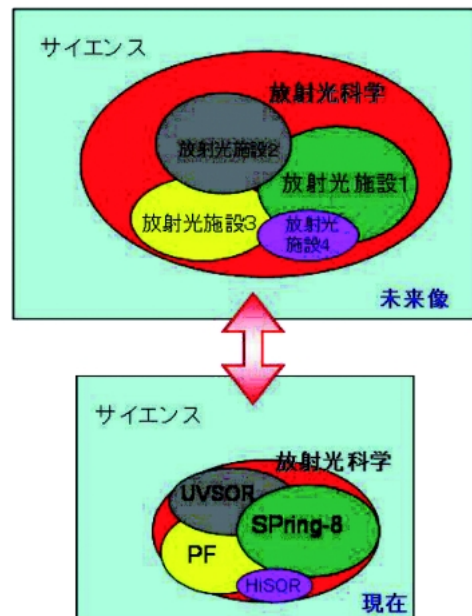 サイエンス
放射光科学
放射光施設2
放射光施設1
放射光施設3
放射光
施設4
未来像
サイエンス
放射光科学
UVSOR
SPring-8
PF
HiSOR
現在